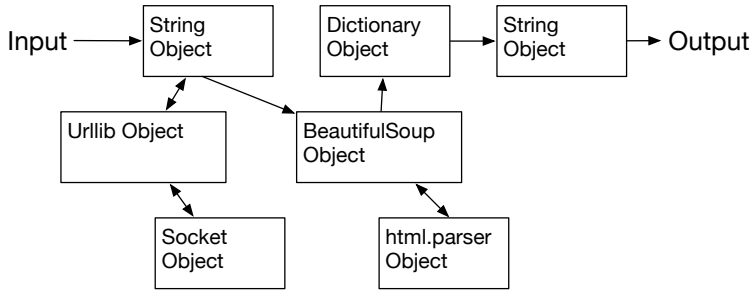 Input
String
Object
Dictionary
Object
String
Object
Output
Urllib Object
BeautifulSoup
Object
Socket
Object
html.parser
Object